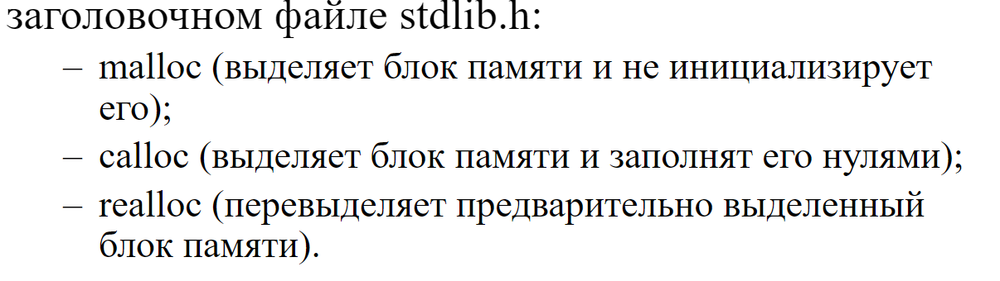 заголовочном файле stdlib.h:
– malloc (выделяет блок памяти и не инициализирует
его);
– calloc (выделяет блок памяти и заполнят его нулями);
– realloc (перевыделяет предварительно выделенный
блок памяти).